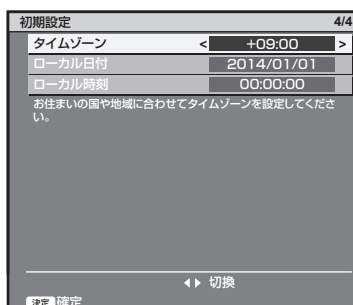 初期設定 4/4
タイムゾーン < +09:00 >
ローカル日付 2014/01/01
ローカル時刻 00:00:00
お住まいの国や地域に合わせてタイムゾーンを設定してくださ
い。
切換
決定 確定